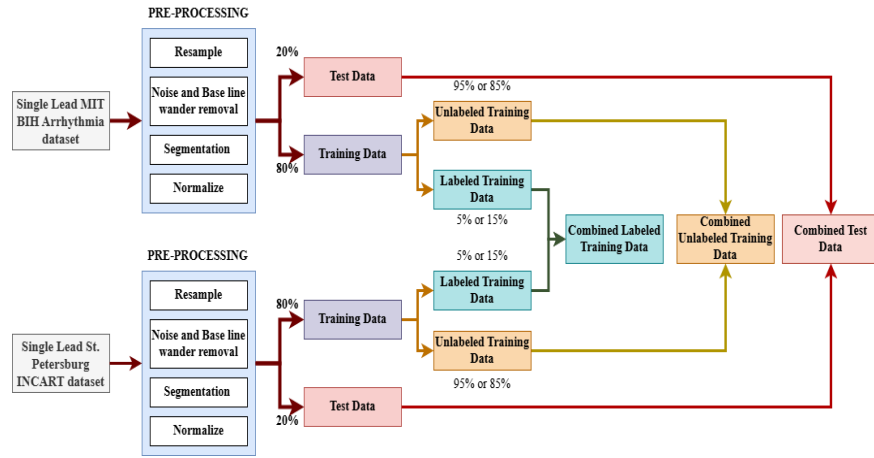 PRE-PROCESSING
Resample
Noise and Base line
wander removal
Segmentation
Normalize
Single Lead MIT
BIH Arrhythmia
dataset
20%
80%
Test Data
Training Data
95% or 85%
Unlabeled Training
Data
Labeled Training
Data
5% or 15%
Combined Labeled
Training Data
Combined
Unlabeled Training
Data
Combined Test
Data
PRE-PROCESSING
Resample
Noise and Base line
wander removal
Segmentation
Normalize
Single Lead St.
Petersburg
INCART dataset
80%
20%
Training Data
Test Data
5% or 15%
Labeled Training
Data
Unlabeled Training
Data
95% or 85%